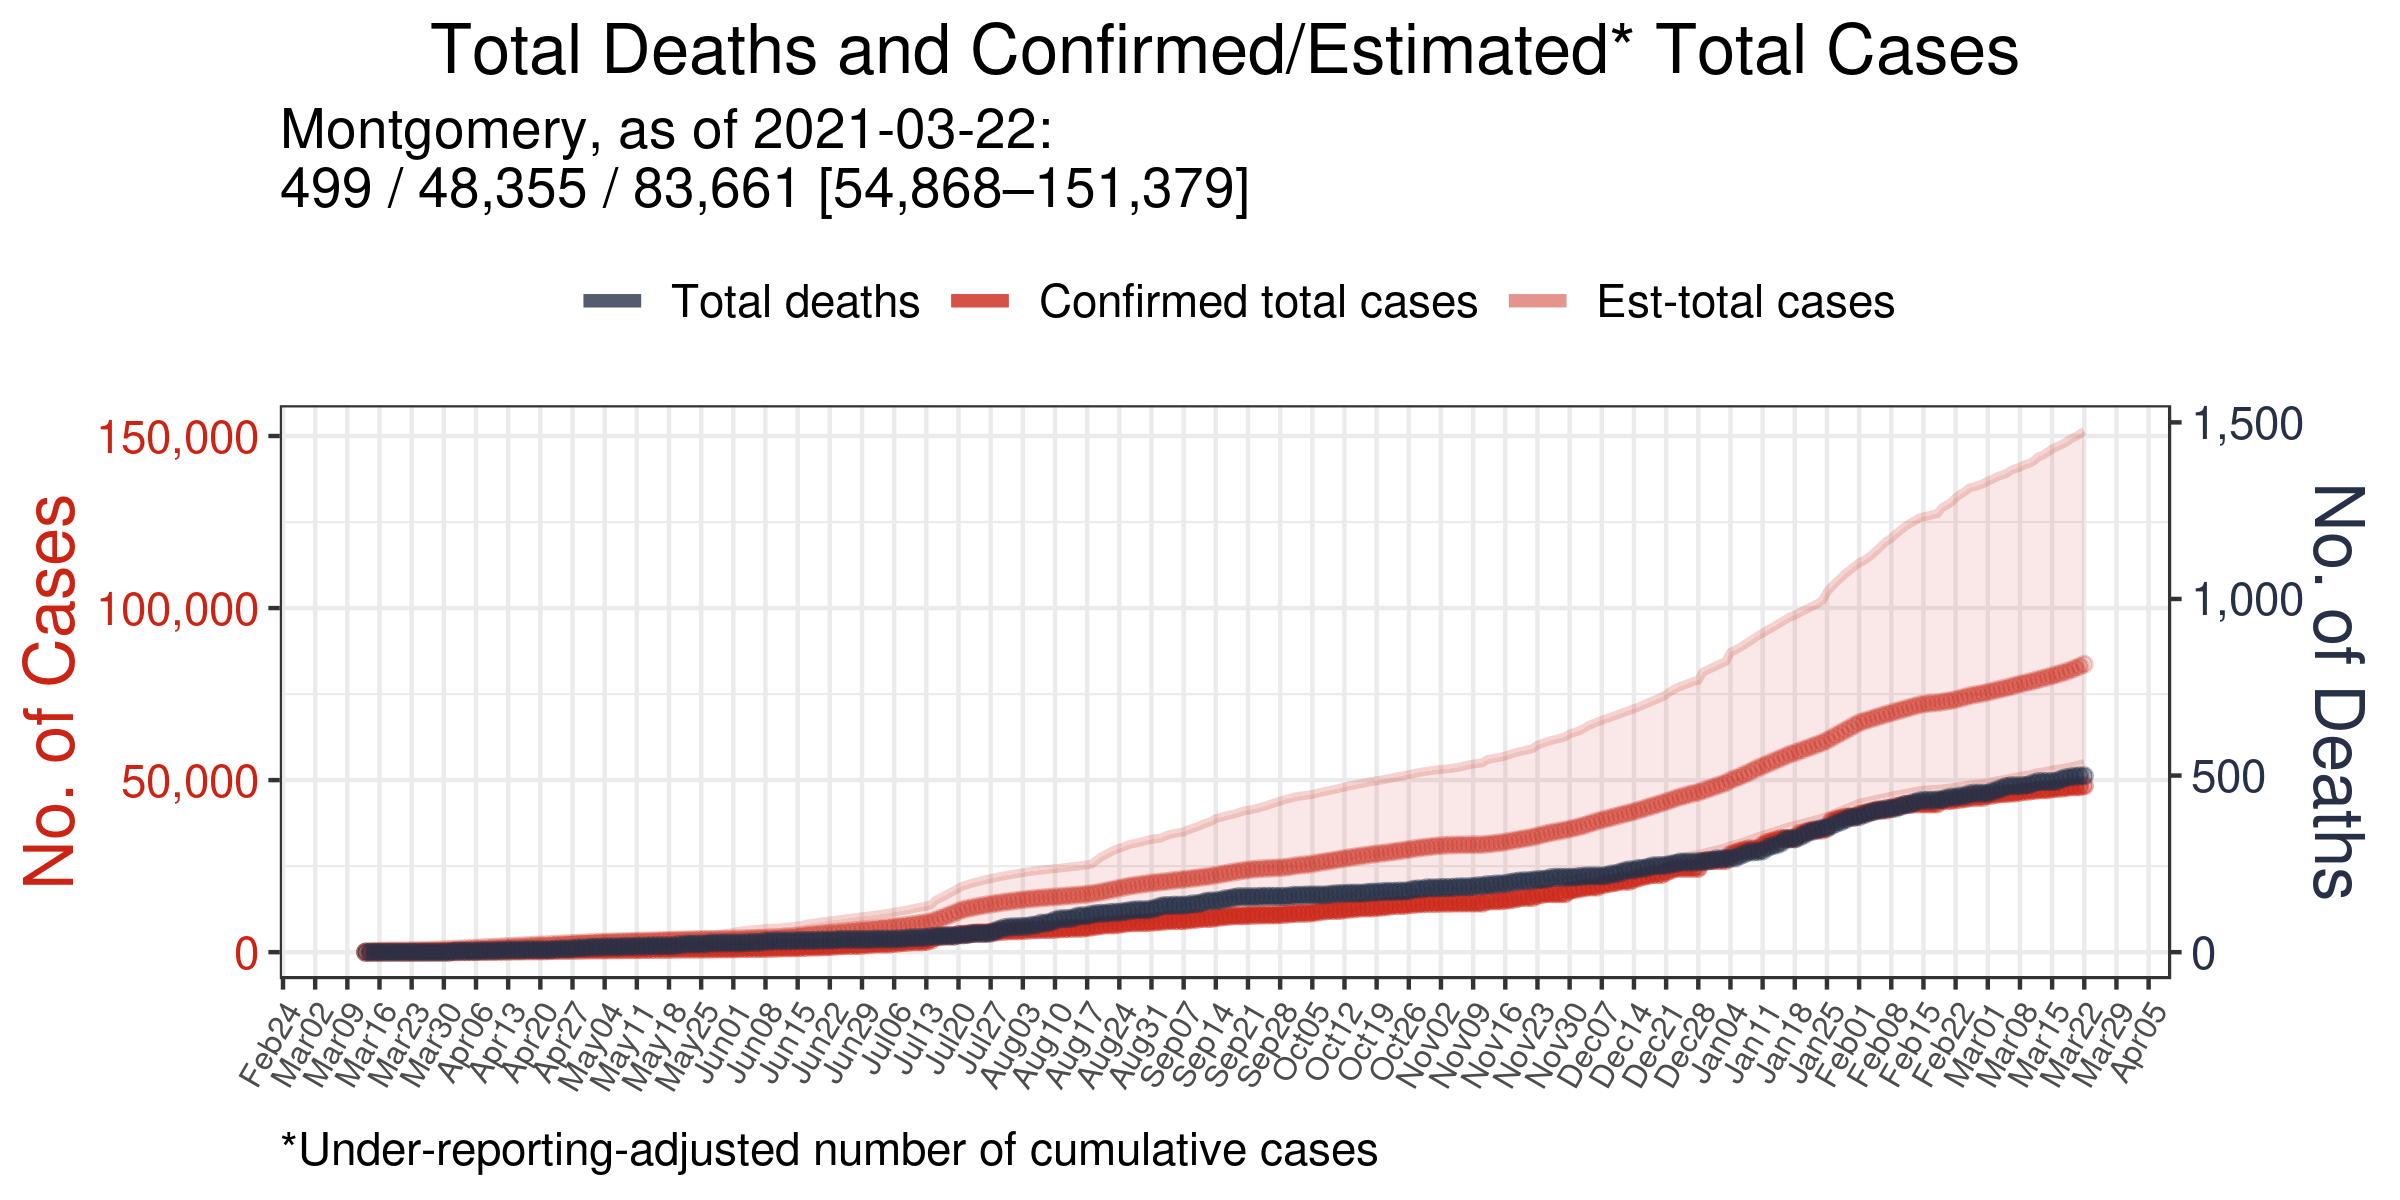 Total Deaths and Confirmed/Estimated* Total Cases
Montgomery, as of 2021-03-22:
499 / 48,355 / 83,661 [54,868–151,379]
Total deaths
Confirmed total cases
Est-total cases
No. of Cases
150,000
100,000
50,000
0
1,500
1,000
500
0
No. of Deaths
Feb24
Mar02
Mar09
Mar16
Mar23
Mar30
Apr06
Apr13
Apr20
Apr27
May04
May11
May18
May25
Jun01
Jun08
Jun15
Jun22
Jun29
Jul06
Jul13
Jul20
Jul27
Aug03
Aug10
Aug17
Aug24
Aug31
Sep07
Sep14
Sep21
Sep28
Oct05
Oct12
Oct19
Oct26
Nov02
Nov09
Nov16
Nov23
Nov30
Dec07
Dec14
Dec21
Dec28
Jan04
Jan11
Jan18
Jan25
Feb01
Feb08
Feb15
Feb22
Mar01
Mar08
Mar15
Mar22
Mar29
Apr05
*Under-reporting-adjusted number of cumulative cases